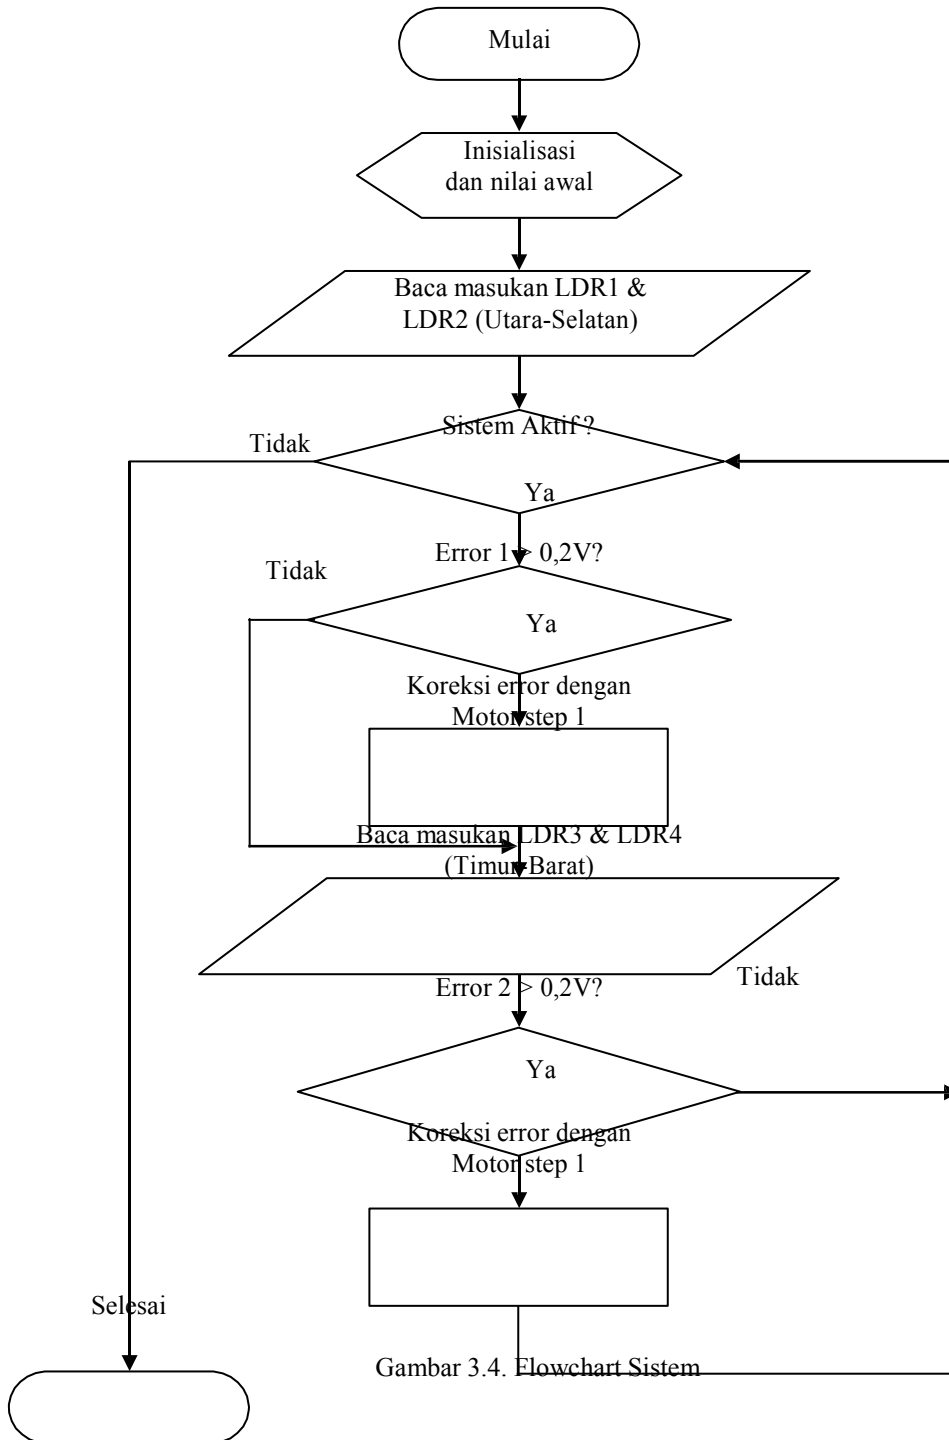 Mulai
Inisialisasi
dan nilai awal
Baca masukan LDR1 &
LDR2 (Utara-Selatan)
Sistem Aktif ?
Tidak
Ya
Error 1 > 0,2V?
Tidak
Ya
Koreksi error dengan
Motor step 1
Baca masukan LDR3 & LDR4
(Timur-Barat)
Tidak
Error 2 > 0,2V?
Ya
Koreksi error dengan
Motor step 1
Selesai
Gambar 3.4. Flowchart Sistem